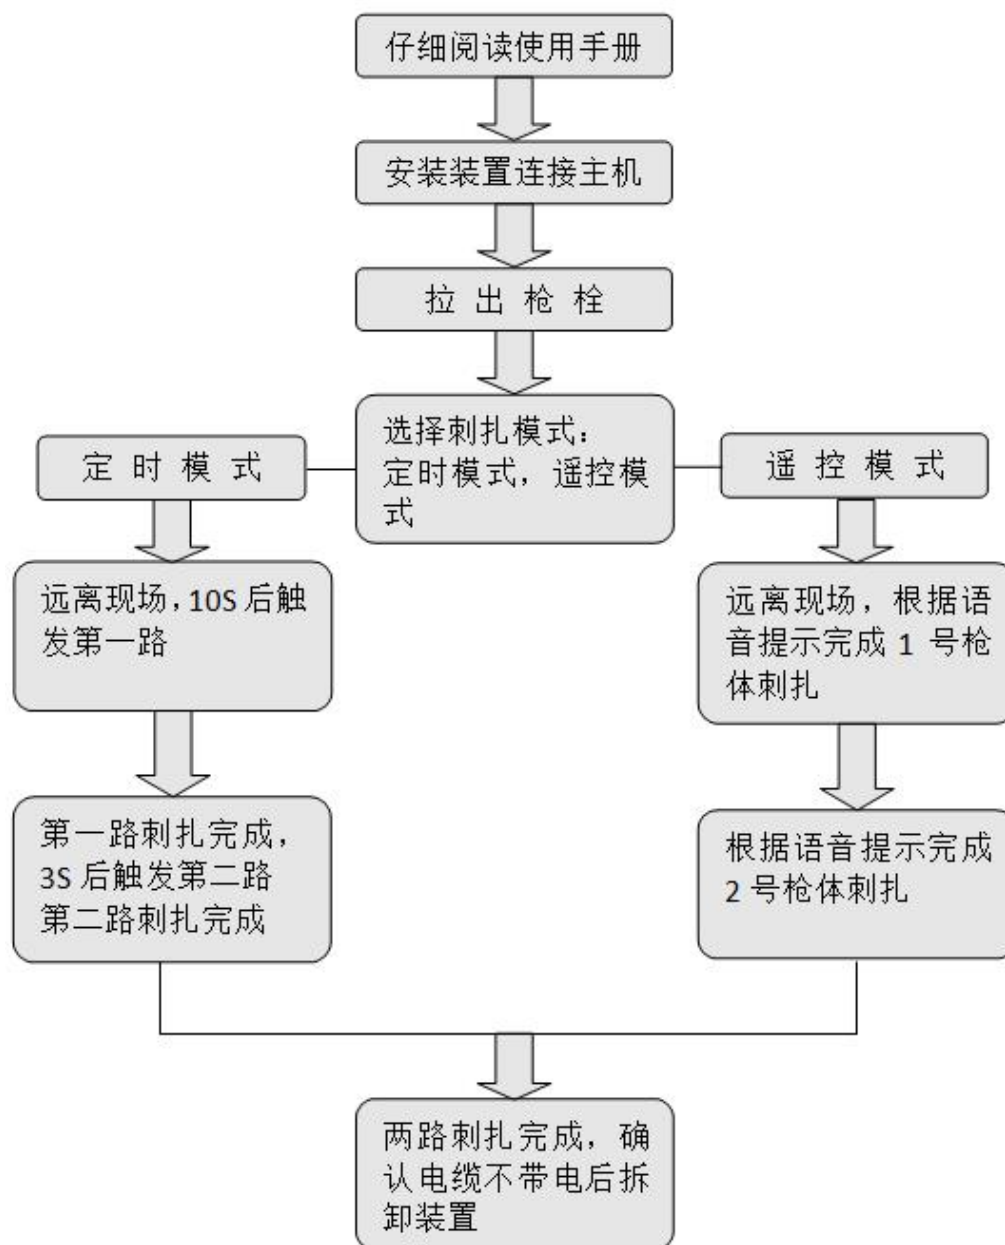 仔细阅读使用手册
安装装置连接主机
拉出枪栓
选择刺扎模式：
定时模式，遥控模
式
定时模式
远离现场，10S 后触
发第一路
第一路刺扎完成，
3S 后触发第二路
第二路刺扎完成
遥控模式
远离现场，根据语
音提示完成 1 号枪
体刺扎
根据语音提示完成
2 号枪体刺扎
两路刺扎完成，确
认电缆不带电后拆
卸装置